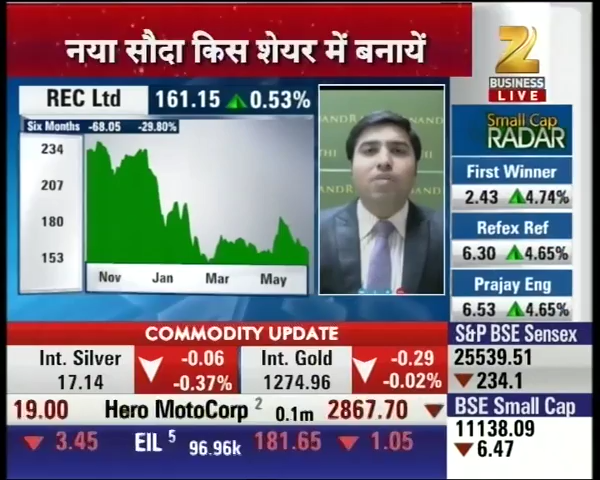 नया सौदा किस शेयर में बनायें
Z
BUSINESS
LIVE
REC Ltd 161.15 0.53%
Six Months -68.05 -29.80%
234
207
180
153
Nov Jan Mar May
Small Cap
RADAR
First Winner
2.43 4.74%
Refex Ref
6.30 4.65%
Prajay Eng
6.53 4.65%
COMMODITY UPDATE
Int. Silver -0.06 Int. Gold -0.29
17.14 -0.37% 1274.96 -0.02%
S&P BSE Sensex
25539.51
234.1
19.00 Hero MotoCorp 2 0.1m 2867.70
3.45 EIL 5 96.96k 181.65 1.05
BSE Small Cap
11138.09
6.47